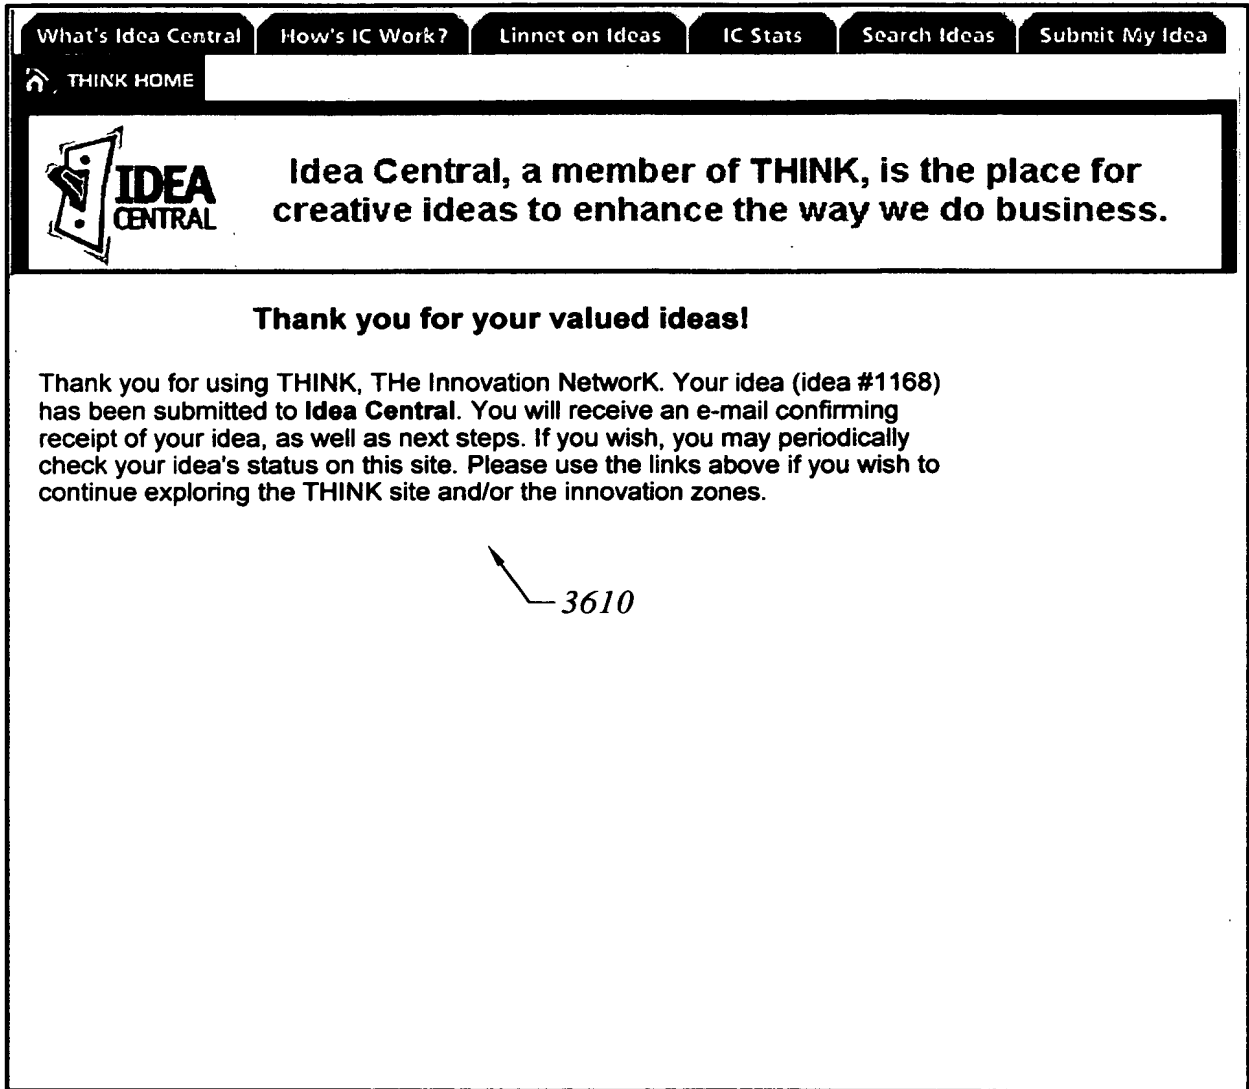 What's Idea Central How's IC Work? Linnet on Ideas IC Stats Search Ideas Submit My Idea
THINK HOME
IDEA
CENTRAL
Idea Central, a member of THINK, is the place for
creative ideas to enhance the way we do business.
Thank you for your valued ideas!
Thank you for using THINK, THe Innovation NetworK. Your idea (idea #1168)
has been submitted to Idea Central. You will receive an e-mail confirming
receipt of your idea, as well as next steps. If you wish, you may periodically
check your idea's status on this site. Please use the links above if you wish to
continue exploring the THINK site and/or the innovation zones.
3610